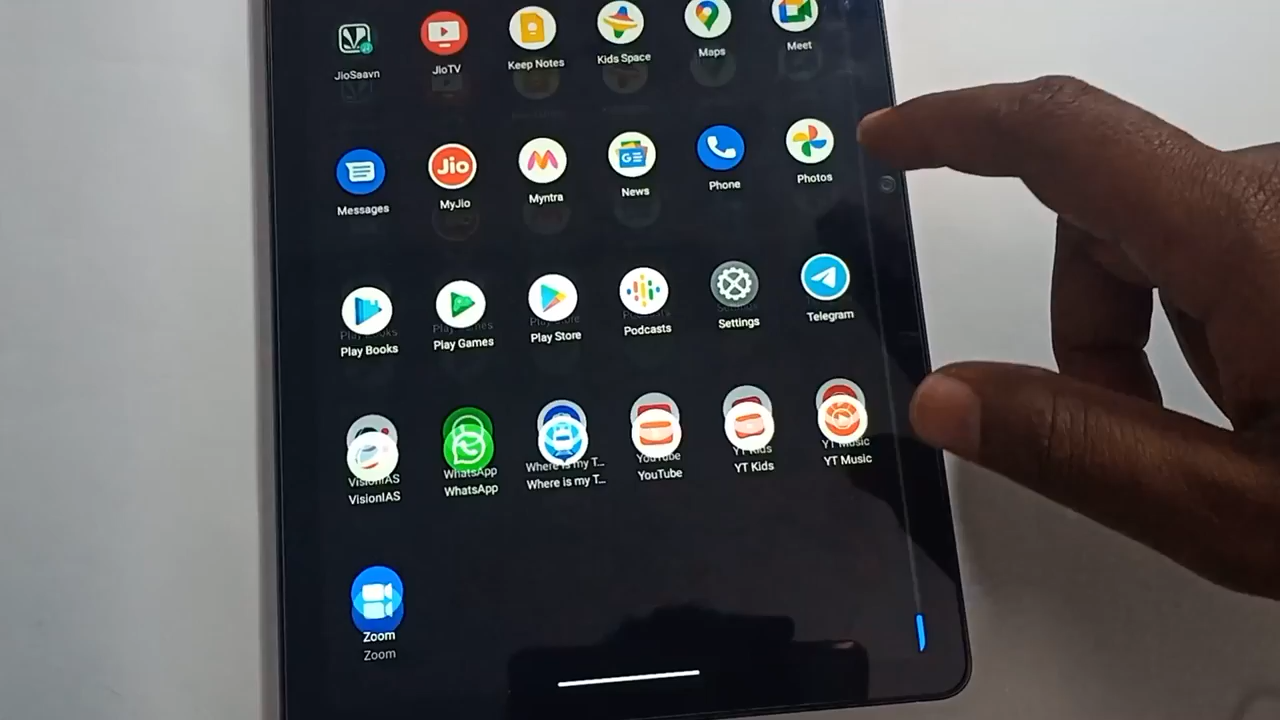 JioSaavn
JioTV
Keep Notes
Kids Space
Maps
Meet
Messages
Jio
MyJio
Myntra
GE
News
Phone
Photos
Play Books
Play Games
Play Store
Podcasts
Settings
Telegram
VisionIAS
WhatsApp
Where is my T...
YouTube
YT Kids
YT Music
VisionIAS
WhatsApp
Where is my T...
YouTube
YT Kids
YT Music
Zoom
Zoom